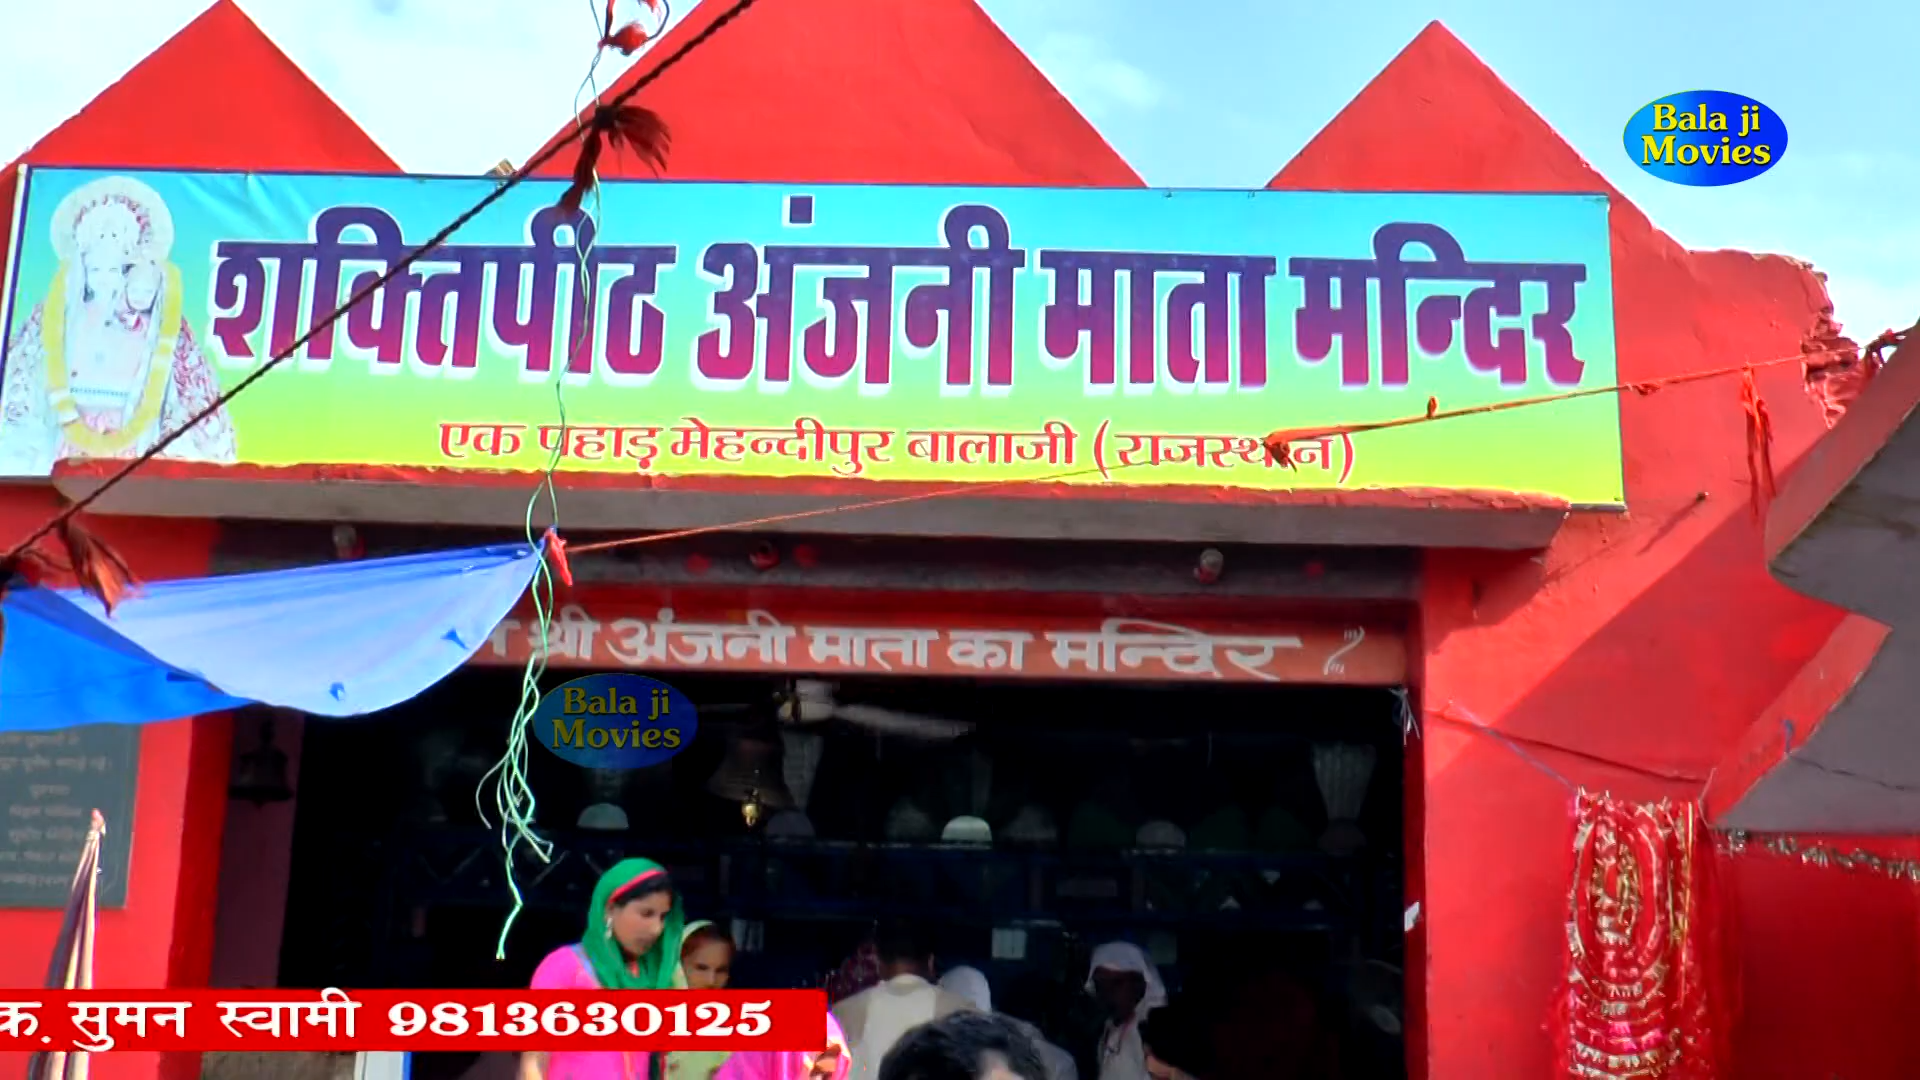 Bala ji
Movies
शक्तिपीठ अंजनी माता मन्दिर
एक पहाड़ मेहन्दीपुर बालाजी (राजस्थान)
श्री अंजनी माता का मन्दिर
Bala ji
Movies
क. सुमन स्वामी 9813630125